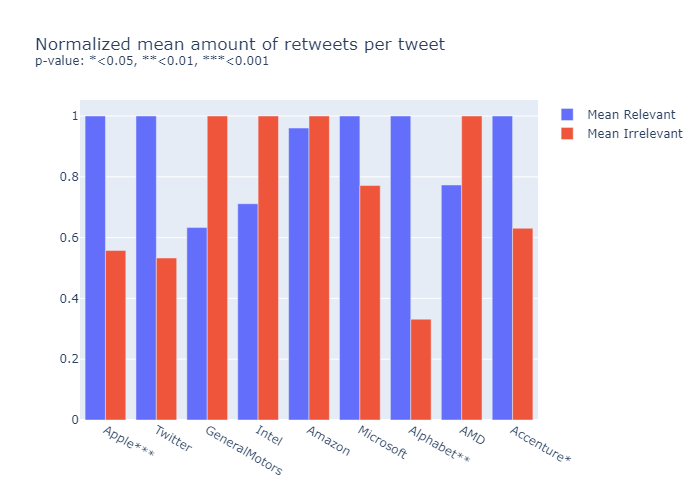 Normalized mean amount of retweets per tweet
p-value: *<0.05, **<0.01, ***<0.001
Mean Relevant
Mean Irrelevant
1
0.8
0.6
0.4
0.2
0
Apple***
Twitter
GeneralMotors
Intel
Amazon
Microsoft
Alphabet**
AMD
Accenture*